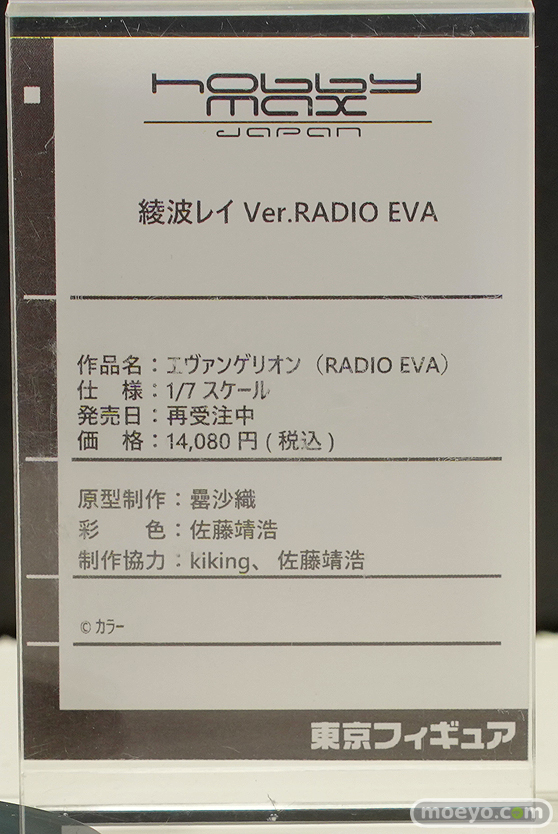 hobby
max
japan
綾波レイ Ver.RADIO EVA
作品名：エヴァンゲリオン（RADIO EVA）
仕　様：1/7 スケール
発売日：再受注中
価　格：14,080 円 ( 税込 )
原型制作：罍沙織
彩　　色：佐藤靖浩
制作協力：kiking、佐藤靖浩
© カラー
東京フィギュア
moeyo.com